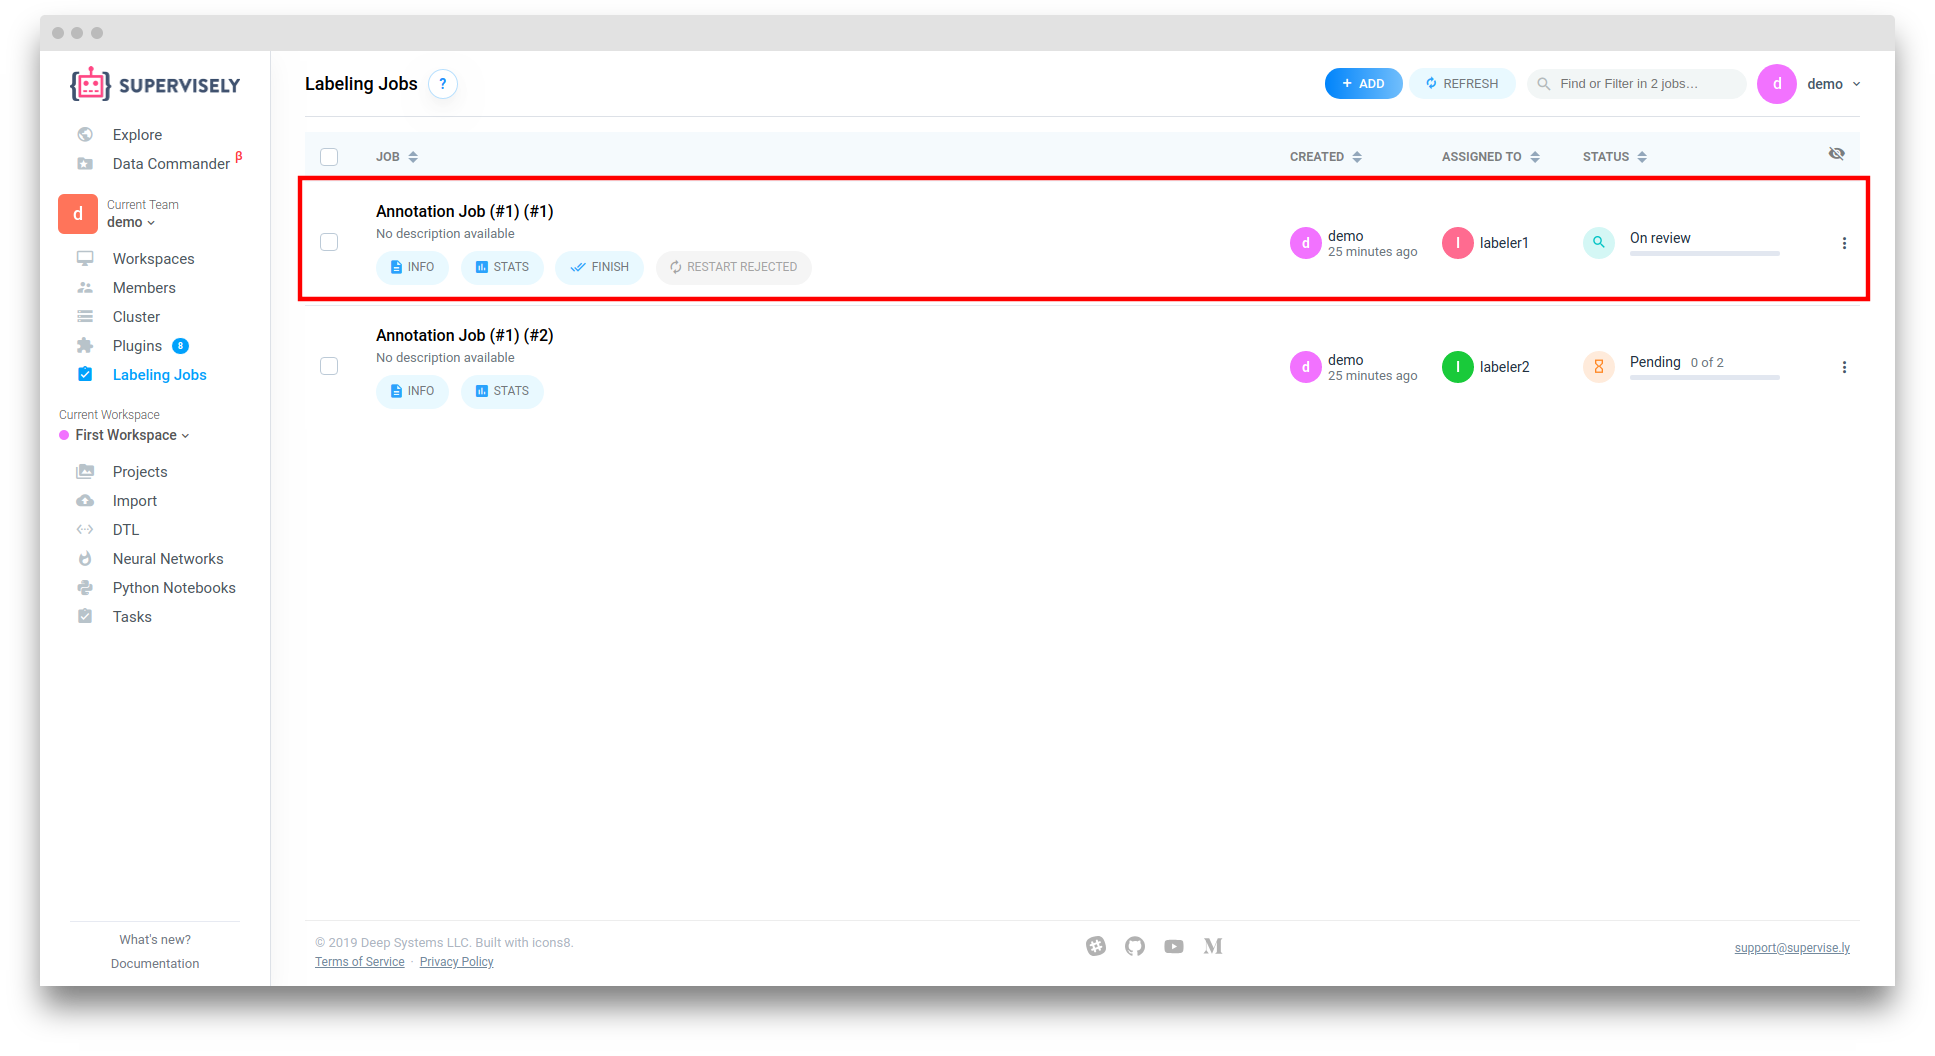 SUPERVISELY
Explore
Data Commander β
d
Current Team
demo
Workspaces
Members
Cluster
Plugins 8
Labeling Jobs
Current Workspace
First Workspace
Projects
Import
DTL
Neural Networks
Python Notebooks
Tasks
What's new?
Documentation
Labeling Jobs ?
+ ADD
REFRESH
Find or Filter in 2 jobs...
d demo
JOB CREATED ASSIGNED TO STATUS
Annotation Job (#1) (#1)
No description available
INFO STATS FINISH RESTART REJECTED
d demo
25 minutes ago
l labeler1
On review
Annotation Job (#1) (#2)
No description available
INFO STATS
d demo
25 minutes ago
l labeler2
Pending 0 of 2
© 2019 Deep Systems LLC. Built with icons8.
Terms of Service · Privacy Policy
M
support@supervise.ly